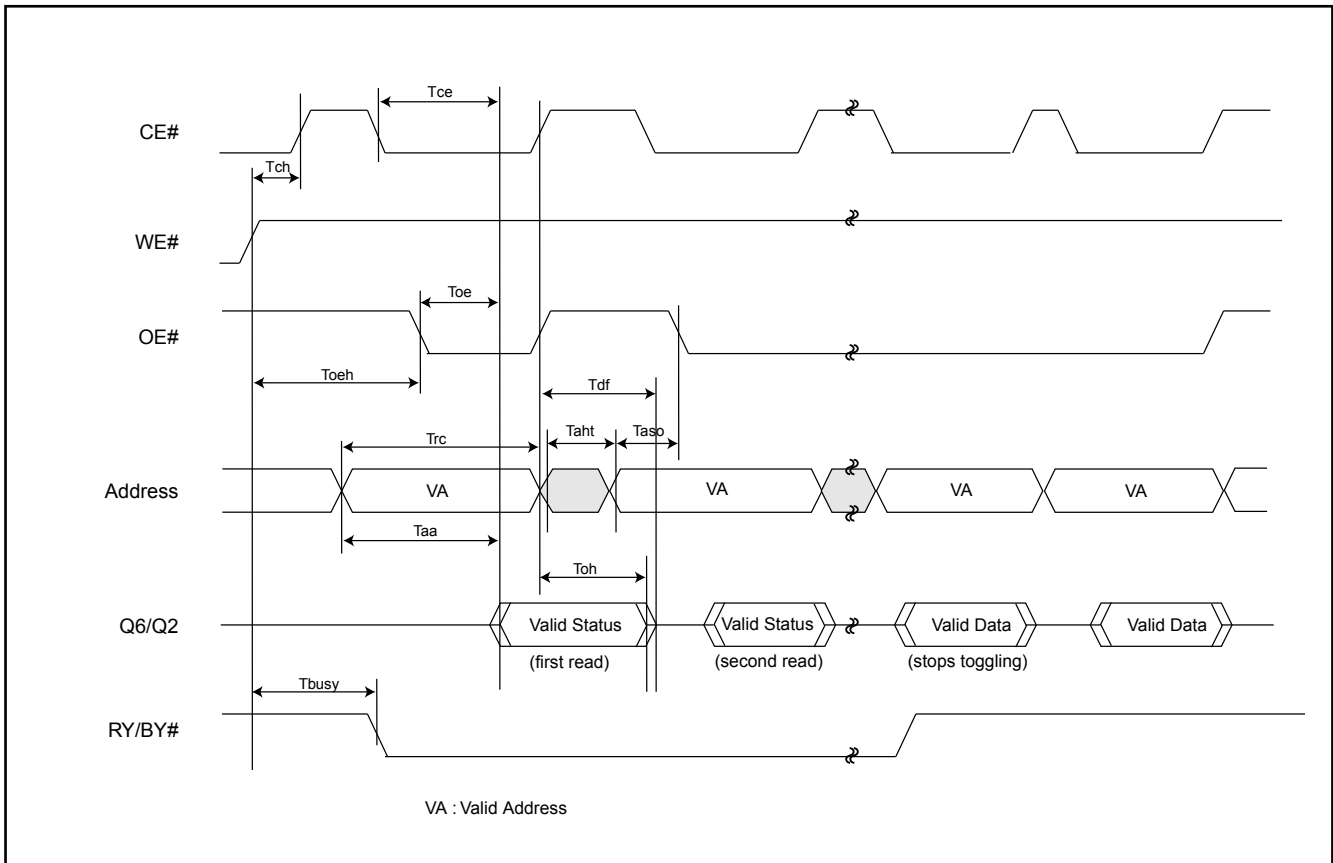 Tce
CE#
Tch
WE#
Toe
OE#
Toeh
Tdf
Taht
Taso
Trc
Address
VA
VA
VA
VA
Taa
Toh
Q6/Q2
Valid Status
Valid Status
Valid Data
Valid Data
(first read)
(second read)
(stops toggling)
Tbusy
RY/BY#
VA : Valid Address